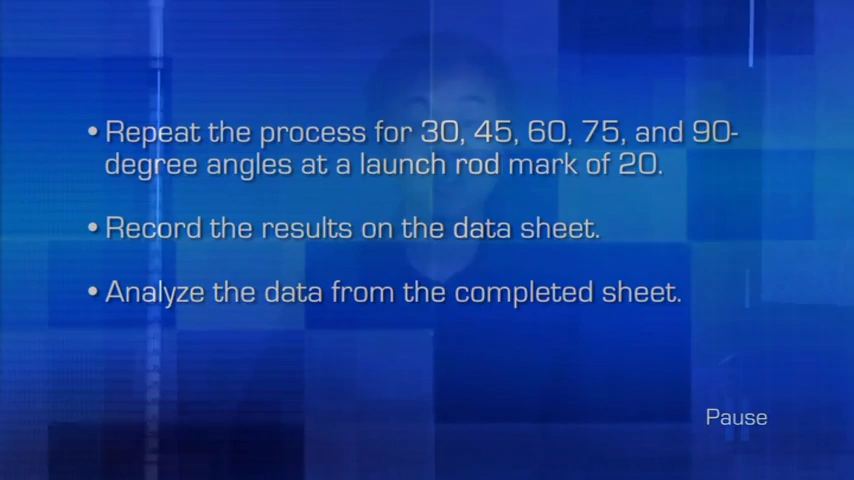 • Repeat the process for 30, 45, 60, 75, and 90-
degree angles at a launch rod mark of 20.
• Record the results on the data sheet.
• Analyze the data from the completed sheet.
Pause